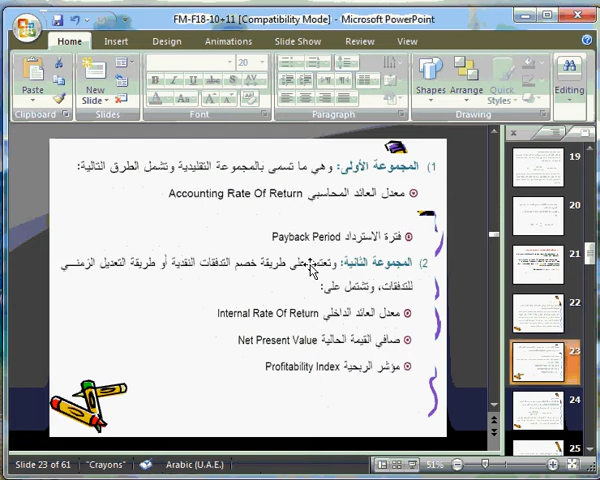 FM-F18-10+11 [Compatibility Mode] - Microsoft PowerPoint
Home Insert Design Animations Slide Show Review View
Paste New Slide 20 Shapes Arrange Quick Styles Editing
B I U abe S AV Aa A
Clipboard Slides Font Paragraph Drawing
1) المجموعة الأولى: وهي ما تسمى بالمجموعة التقليدية وتشمل الطرق التالية:
معدل العائد المحاسبي Accounting Rate Of Return
فترة الاسترداد Payback Period
2) المجموعة الثانية: وتعتمد على طريقة خصم التدفقات النقدية أو طريقة التعديل الزمنـــي
للتدفقات، وتشتمل على:
معدل العائد الداخلي Internal Rate Of Return
صافي القيمة الحالية Net Present Value
مؤشر الربحية Profitability Index
19
20
21
22
23
24
25
Slide 23 of 61 "Crayons" Arabic (U.A.E.) 51%